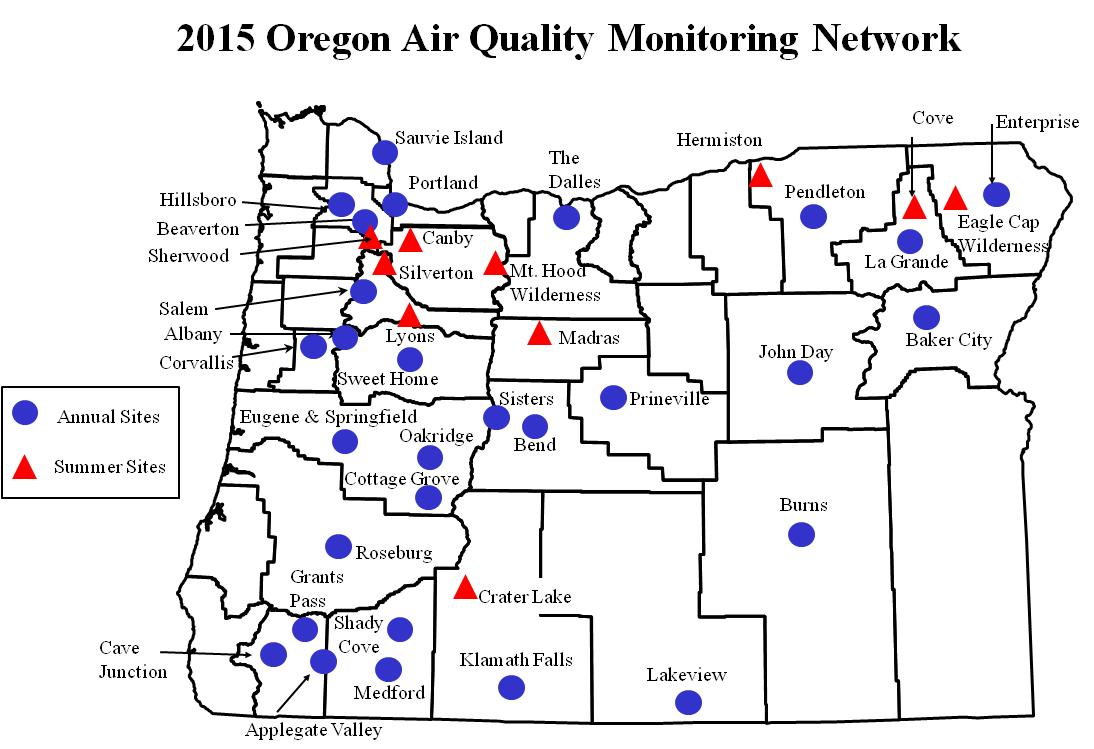 2015 Oregon Air Quality Monitoring Network
Cove
Enterprise
Sauvie Island
Hermiston
The
Dalles
Portland
Pendleton
Hillsboro
Beaverton
Sherwood
Canby
Eagle Cap
Wilderness
La Grande
Silverton
Mt. Hood
Wilderness
Salem
Albany
Corvallis
Lyons
Madras
Baker City
John Day
Sweet Home
Annual Sites
Summer Sites
Sisters
Prineville
Eugene & Springfield
Oakridge
Bend
Cottage Grove
Burns
Roseburg
Grants
Pass
Crater Lake
Shady
Cove
Cave
Junction
Klamath Falls
Lakeview
Medford
Applegate Valley